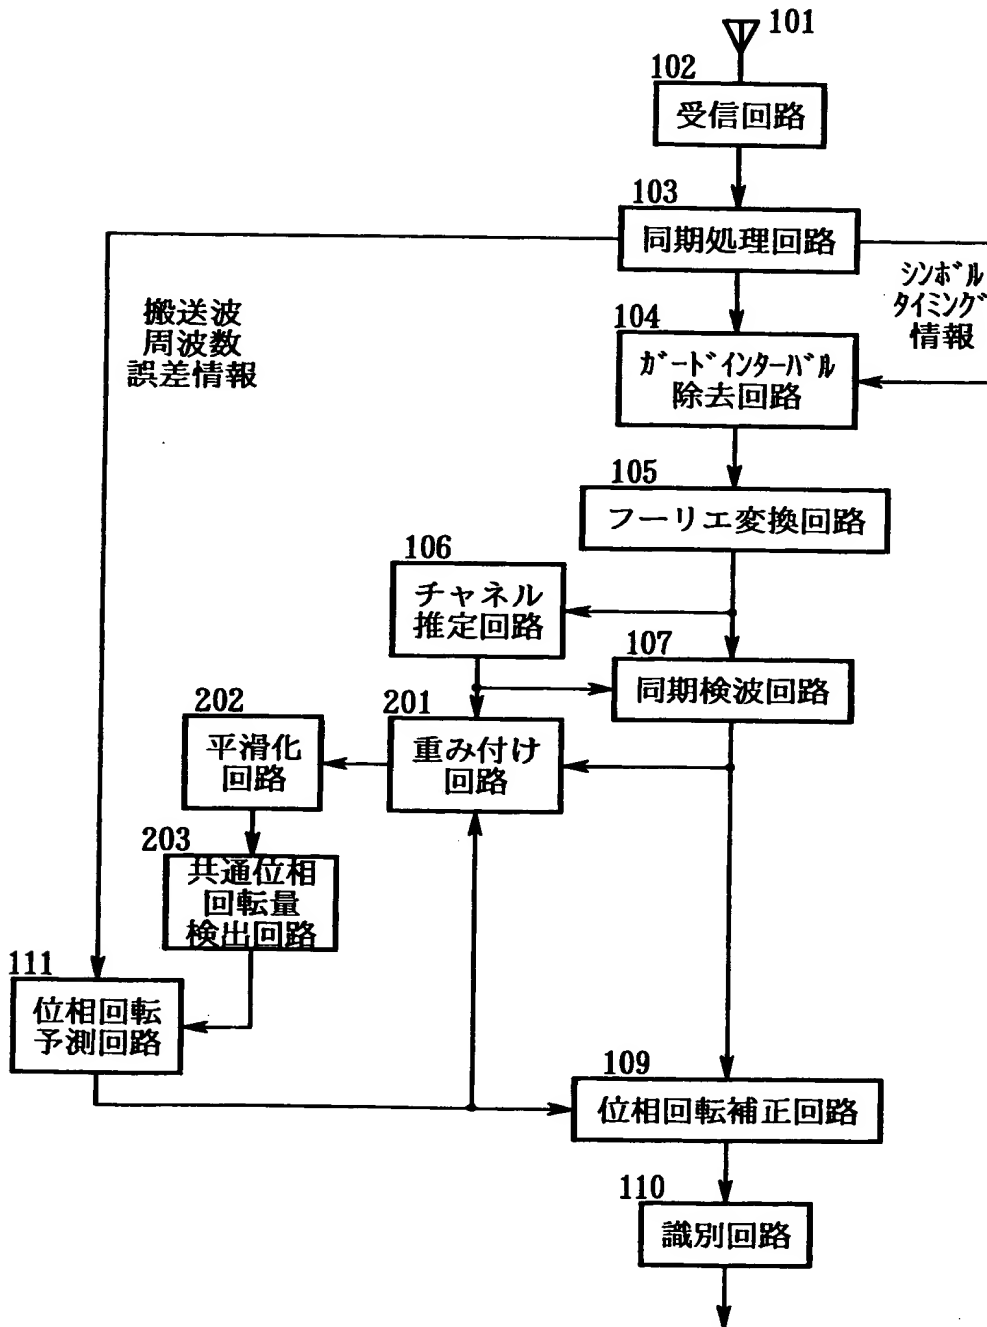 101
102
受信回路
103
同期処理回路
シンボル
タイミング
情報
搬送波
周波数
誤差情報
104
ガードインターバル
除去回路
105
フーリエ変換回路
106
チャネル
推定回路
107
同期検波回路
202
平滑化
回路
201
重み付け
回路
203
共通位相
回転量
検出回路
111
位相回転
予測回路
109
位相回転補正回路
110
識別回路